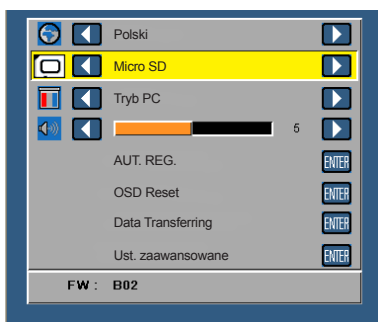 Polski
Micro SD
Tryb PC
5
AUT. REG.
ENTER
OSD Reset
ENTER
Data Transferring
ENTER
Ust. zaawansowane
ENTER
FW : B02